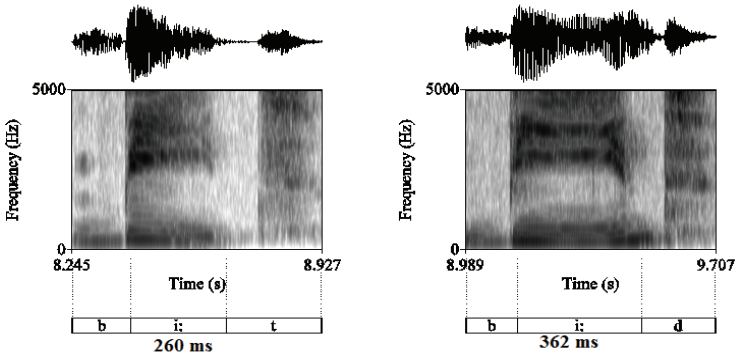 5000
Frequency (Hz)
0
8.245
8.927
Time (s)
b
i:
t
260 ms
5000
Frequency (Hz)
0
8.989
9.707
Time (s)
b
i:
d
362 ms